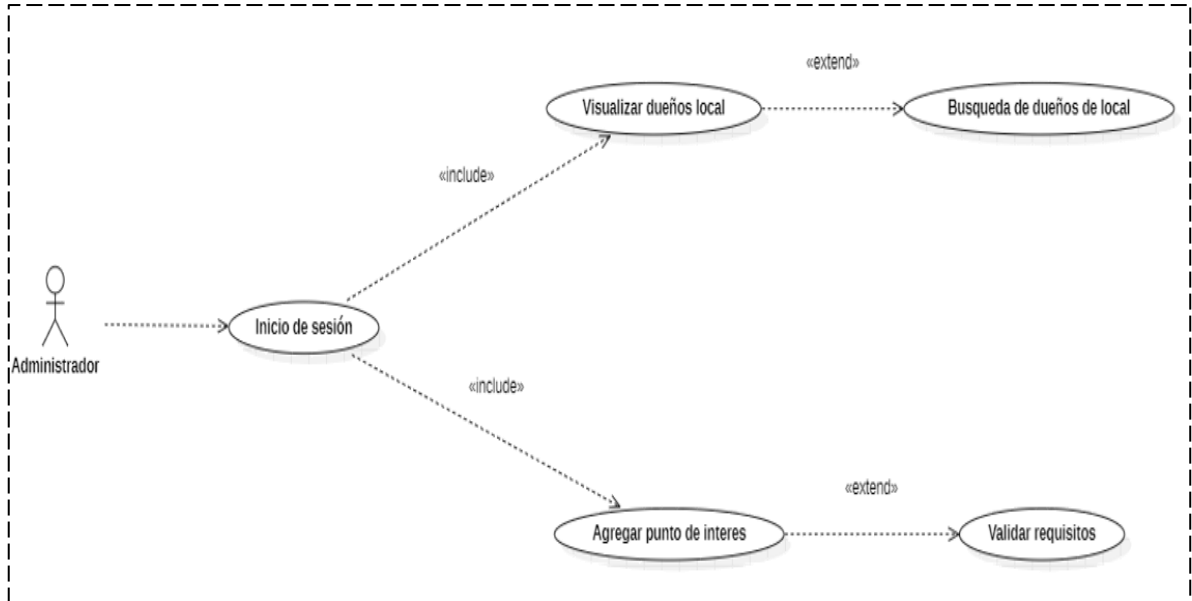 «extend»
Visualizar dueños local
Busqueda de dueños de local
«include»
Inicio de sesión
Administrador
«include»
«extend»
Agregar punto de interes
Validar requisitos